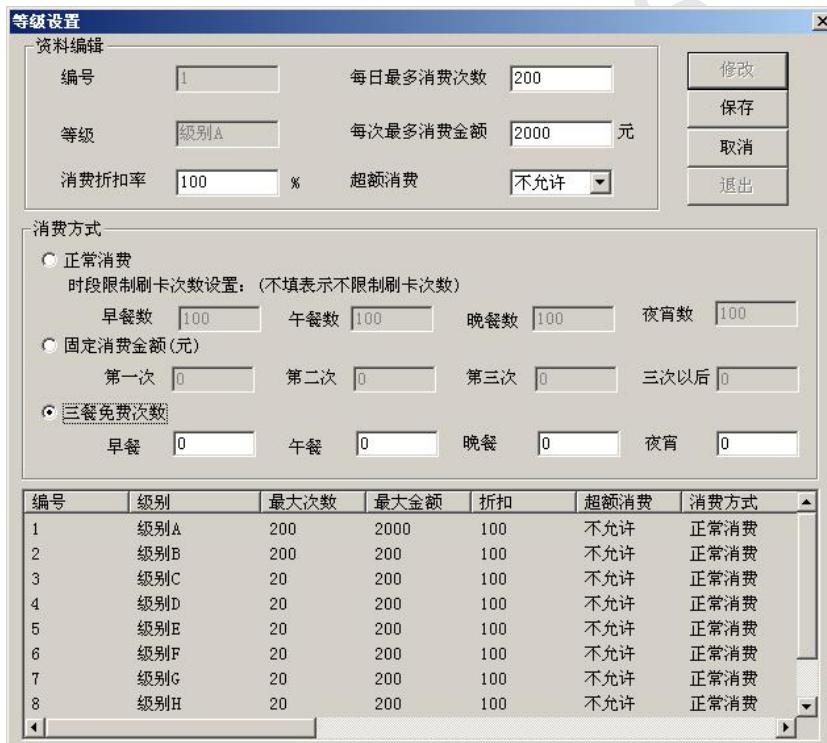 等级设置
资料编辑
编号 1 每日最多消费次数 200 修改
保存
等级 级别A 每次最多消费金额 2000 元
取消
消费折扣率 100 % 超额消费 不允许 退出
消费方式
正常消费
时段限制刷卡次数设置：(不填表示不限制刷卡次数)
早餐数 100 午餐数 100 晚餐数 100 夜宵数 100
固定消费金额(元)
第一次 0 第二次 0 第三次 0 三次以后 0
三餐免费次数
早餐 0 午餐 0 晚餐 0 夜宵 0
编号 级别 最大次数 最大金额 折扣 超额消费 消费方式
1 级别A 200 2000 100 不允许 正常消费
2 级别B 200 200 100 不允许 正常消费
3 级别C 20 200 100 不允许 正常消费
4 级别D 20 200 100 不允许 正常消费
5 级别E 20 200 100 不允许 正常消费
6 级别F 20 200 100 不允许 正常消费
7 级别G 20 200 100 不允许 正常消费
8 级别H 20 200 100 不允许 正常消费